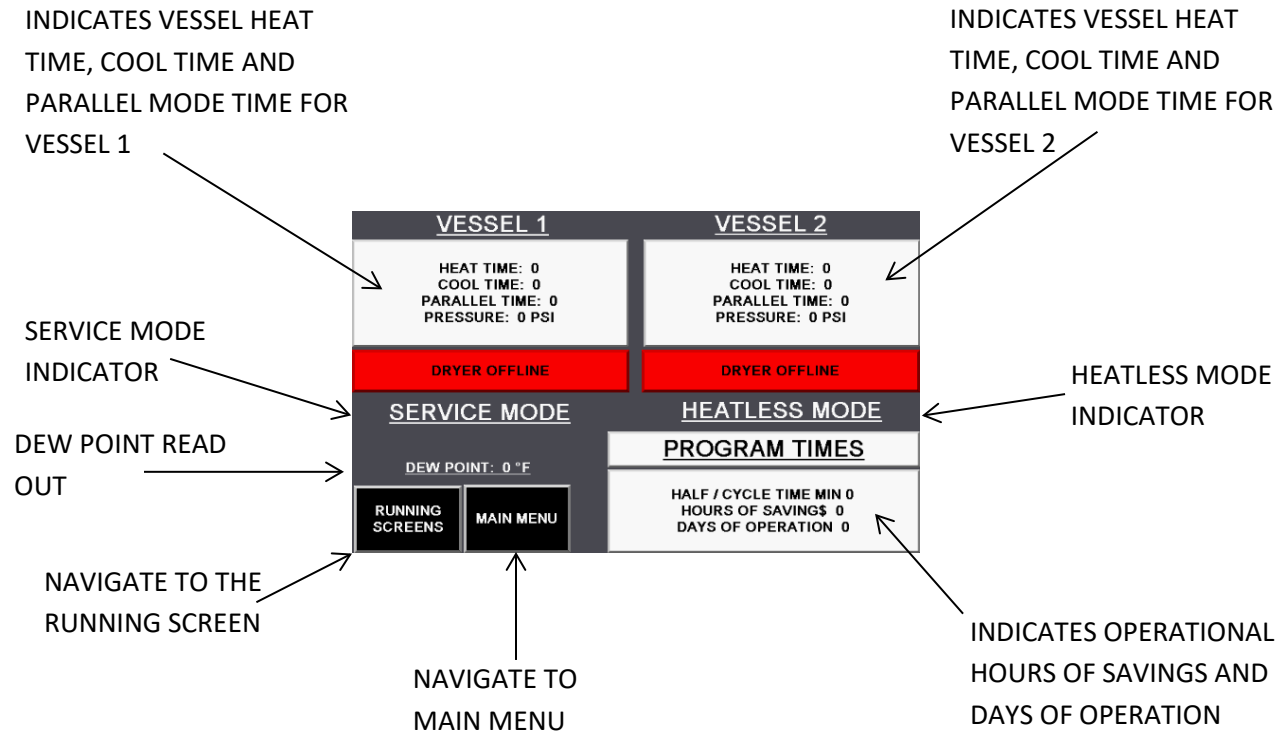 INDICATES VESSEL HEAT
TIME, COOL TIME AND
PARALLEL MODE TIME FOR
VESSEL 1
INDICATES VESSEL HEAT
TIME, COOL TIME AND
PARALLEL MODE TIME FOR
VESSEL 2
VESSEL 1
HEAT TIME: 0
COOL TIME: 0
PARALLEL TIME: 0
PRESSURE: 0 PSI
DRYER OFFLINE
VESSEL 2
HEAT TIME: 0
COOL TIME: 0
PARALLEL TIME: 0
PRESSURE: 0 PSI
DRYER OFFLINE
SERVICE MODE
INDICATOR
SERVICE MODE
HEATLESS MODE
HEATLESS MODE
INDICATOR
DEW POINT READ
OUT
DEW POINT: 0 °F
RUNNING
SCREENS
MAIN MENU
PROGRAM TIMES
HALF / CYCLE TIME MIN 0
HOURS OF SAVING$ 0
DAYS OF OPERATION 0
NAVIGATE TO THE
RUNNING SCREEN
NAVIGATE TO
MAIN MENU
INDICATES OPERATIONAL
HOURS OF SAVINGS AND
DAYS OF OPERATION